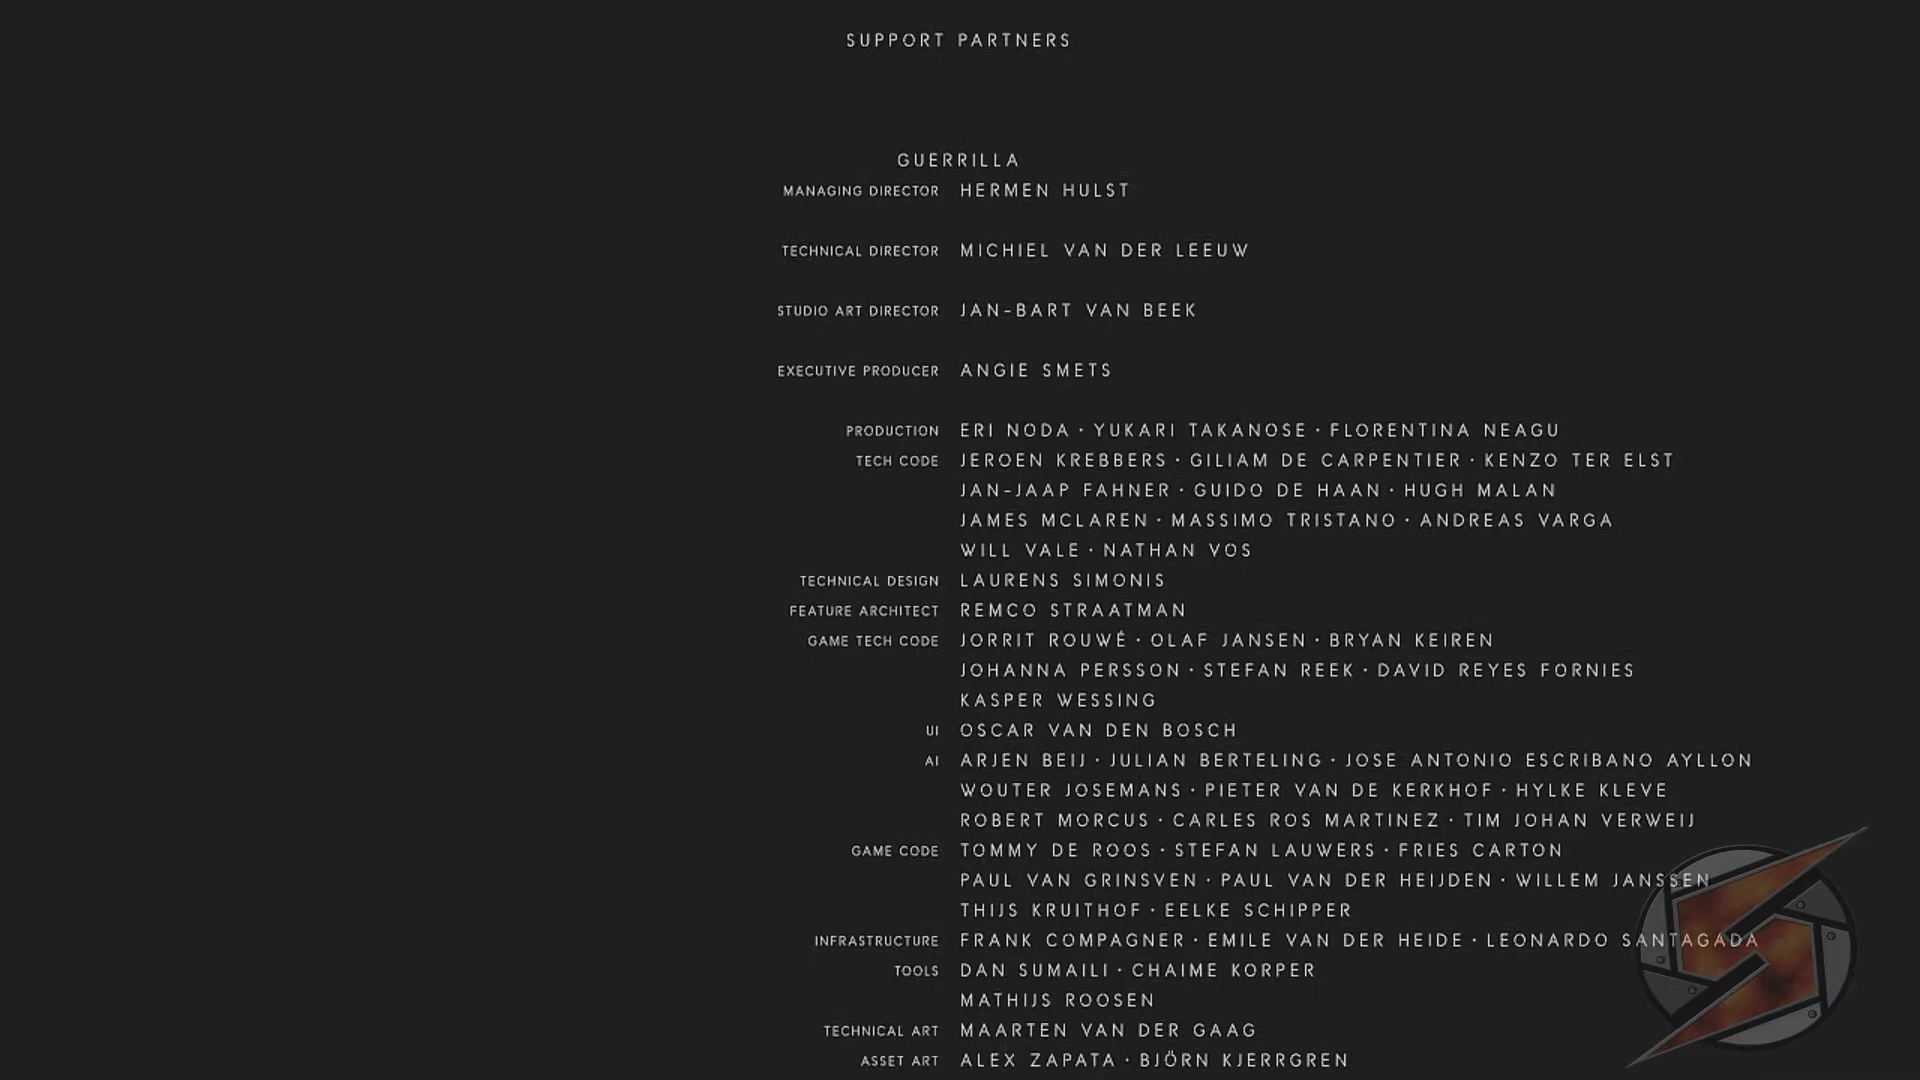 SUPPORT PARTNERS
GUERRILLA
MANAGING DIRECTOR HERMEN HULST
TECHNICAL DIRECTOR MICHIEL VAN DER LEEUW
STUDIO ART DIRECTOR JAN-BART VAN BEEK
EXECUTIVE PRODUCER ANGIE SMETS
PRODUCTION ERI NODA · YUKARI TAKANOSE · FLORENTINA NEAGU
TECH CODE JEROEN KREBBERS · GILIAM DE CARPENTIER · KENZO TER ELST
JAN-JAAP FAHNER · GUIDO DE HAAN · HUGH MALAN
JAMES MCLAREN · MASSIMO TRISTANO · ANDREAS VARGA
WILL VALE · NATHAN VOS
TECHNICAL DESIGN LAURENS SIMONIS
FEATURE ARCHITECT REMCO STRAATMAN
GAME TECH CODE JORRIT ROUWÉ · OLAF JANSEN · BRYAN KEIREN
JOHANNA PERSSON · STEFAN REEK · DAVID REYES FORNIES
KASPER WESSING
UI OSCAR VAN DEN BOSCH
AI ARJEN BEIJ · JULIAN BERTELING · JOSE ANTONIO ESCRIBANO AYLLON
WOUTER JOSEMANS · PIETER VAN DE KERKHOF · HYLKE KLEVE
ROBERT MORCUS · CARLES ROS MARTINEZ · TIM JOHAN VERWEIJ
GAME CODE TOMMY DE ROOS · STEFAN LAUWERS · FRIES CARTON
PAUL VAN GRINSVEN · PAUL VAN DER HEIJDEN · WILLEM JANSSEN
THIJS KRUITHOF · EELKE SCHIPPER
INFRASTRUCTURE FRANK COMPAGNER · EMILE VAN DER HEIDE · LEONARDO SANTAGADA
TOOLS DAN SUMAILI · CHAIME KORPER
MATHIJS ROOSEN
TECHNICAL ART MAARTEN VAN DER GAAG
ASSET ART ALEX ZAPATA · BJÖRN KJERRGREN